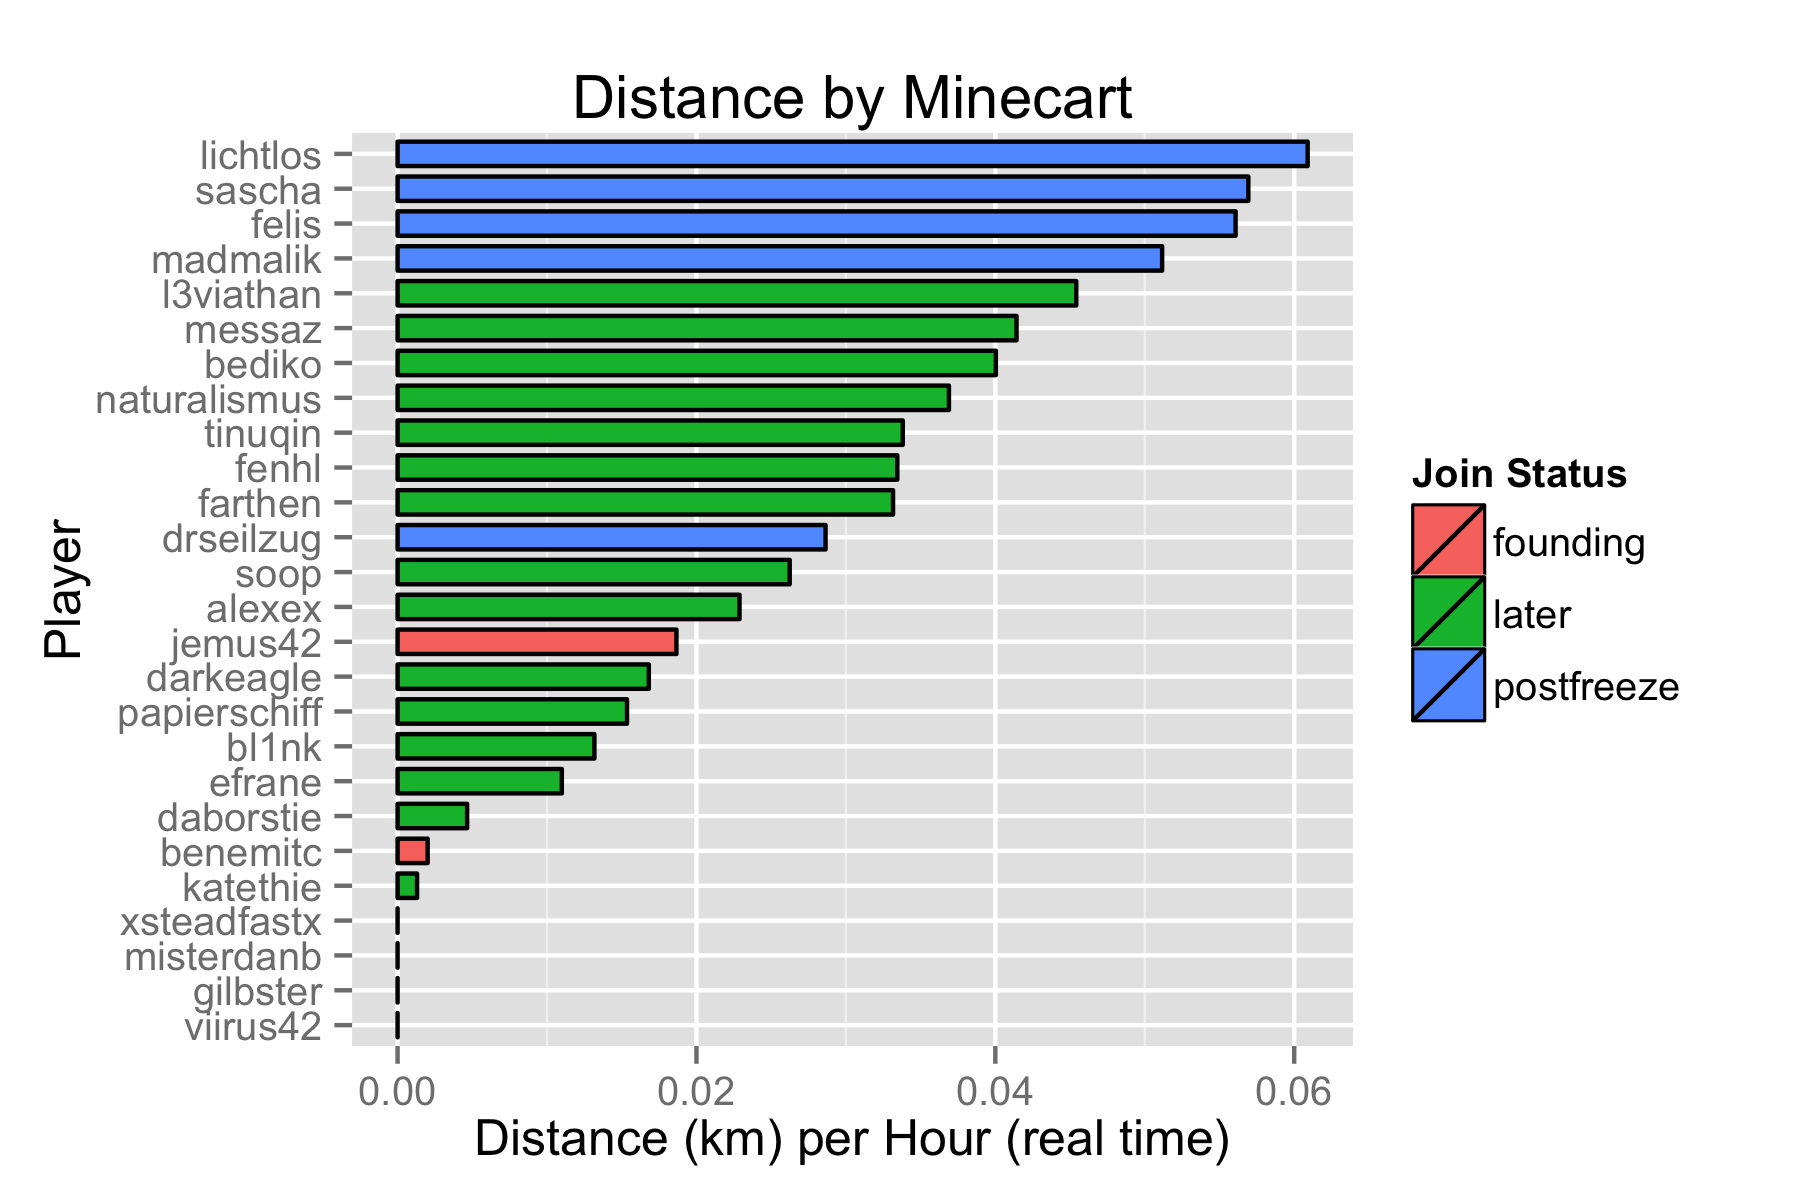 Distance by Minecart
lichtlos
sascha
felis
madmalik
l3viathan
messaz
bediko
naturalismus
tinuqin
fenhl
farthen
drseilzug
soop
alexex
jemus42
darkeagle
papierschiff
bl1nk
efrane
daborstie
benemitc
katethie
xsteadfastx
misterdanb
gilbster
viirus42
Player
0.00 0.02 0.04 0.06
Distance (km) per Hour (real time)
Join Status
founding
later
postfreeze